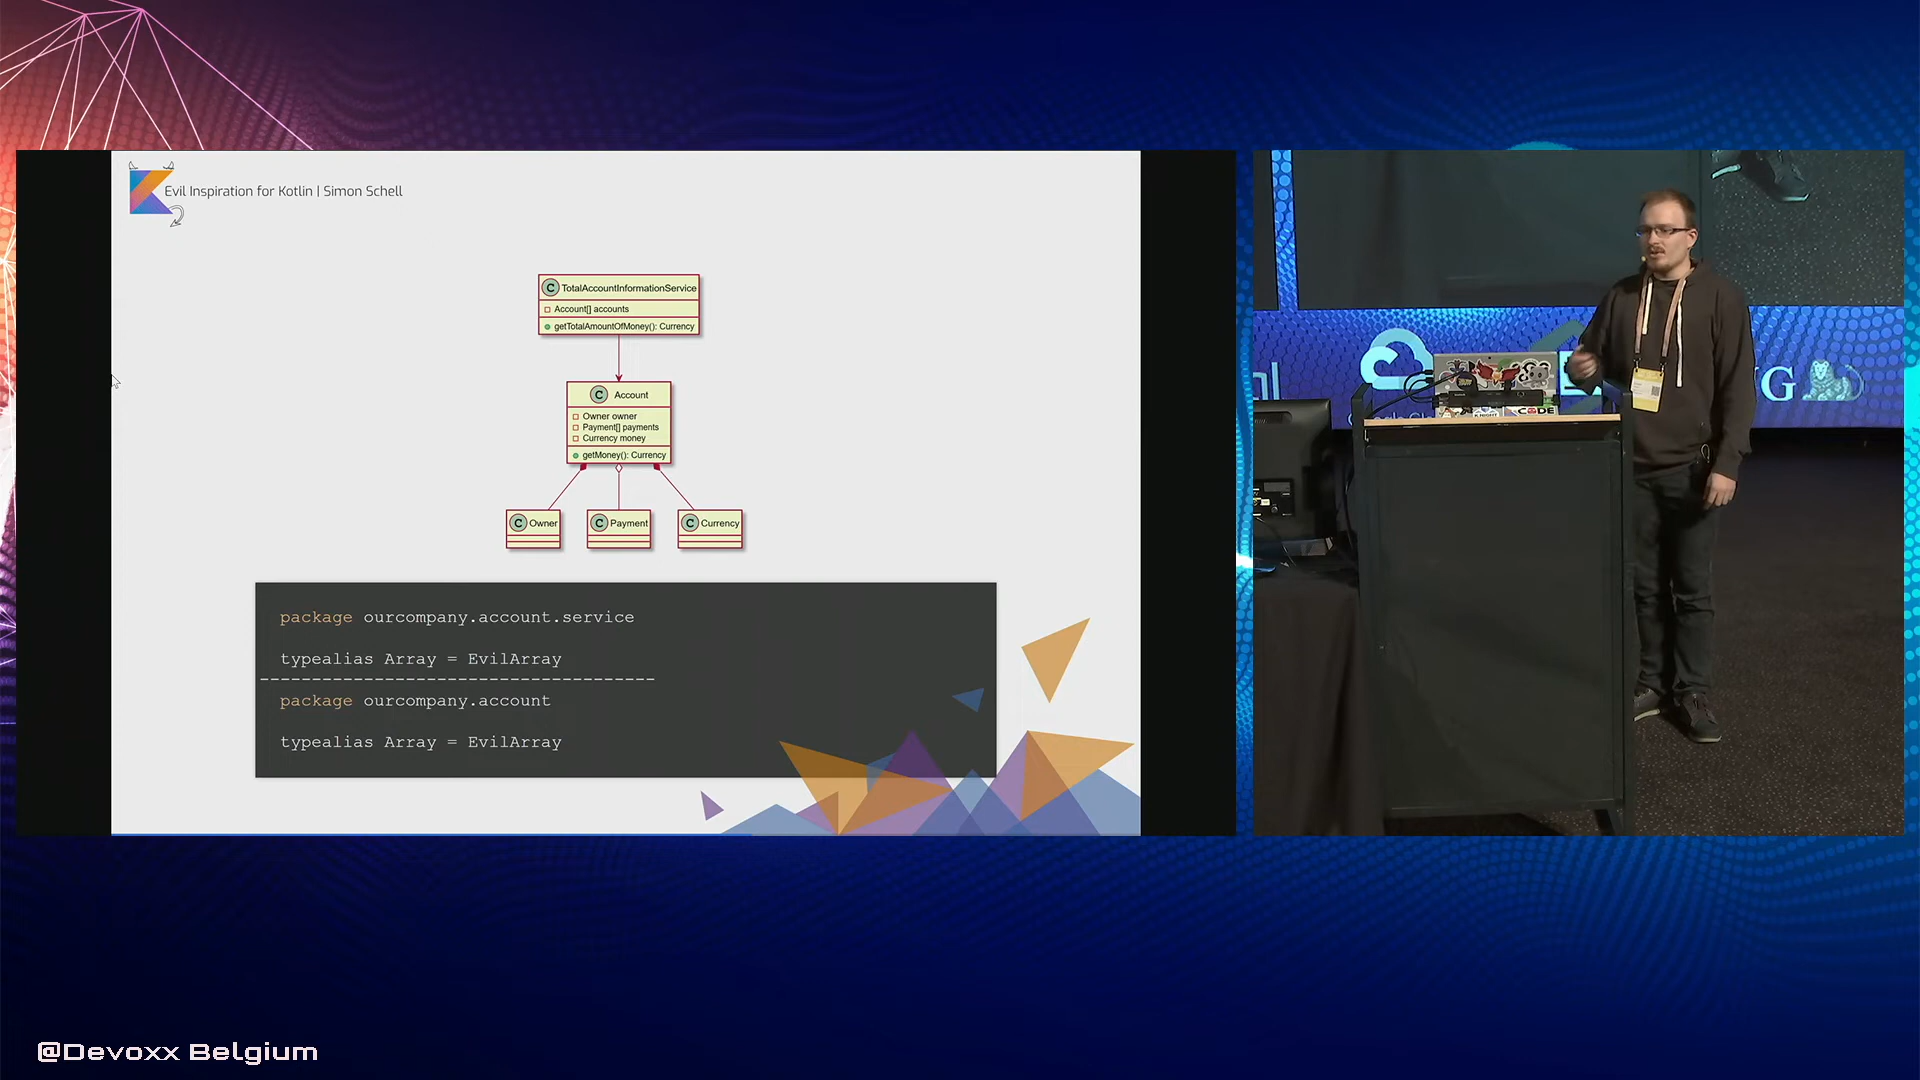 Evil Inspiration for Kotlin | Simon Schell
C TotalAccountInformationService
Account[] accounts
getTotalAmountOfMoney(): Currency
C Account
Owner owner
Payment[] payments
Currency money
getMoney(): Currency
C Owner
C Payment
C Currency
package ourcompany.account.service
typealias Array = EvilArray
-------------------------------------
package ourcompany.account
typealias Array = EvilArray
CODE
@Devoxx Belgium